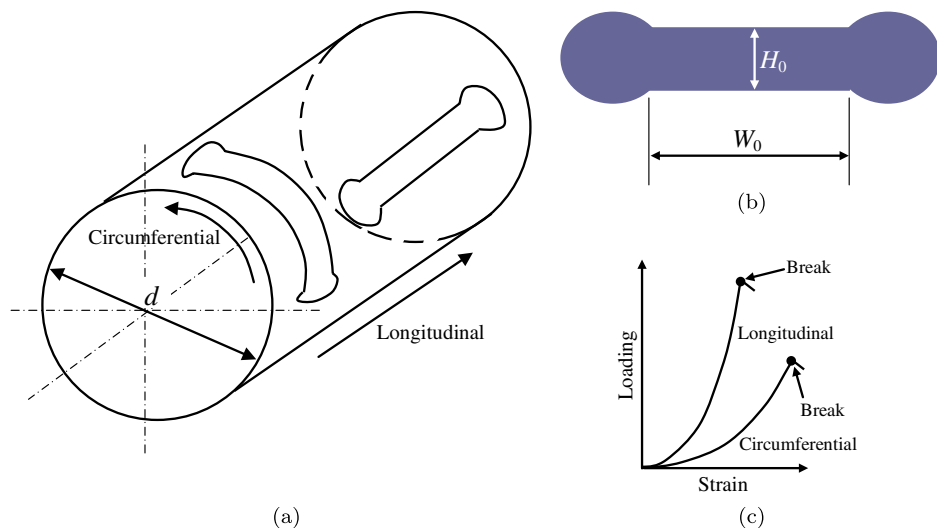 Circumferential
d
Longitudinal
(a)
H0
W0
(b)
Break
Longitudinal
Loading
Break
Circumferential
Strain
(c)